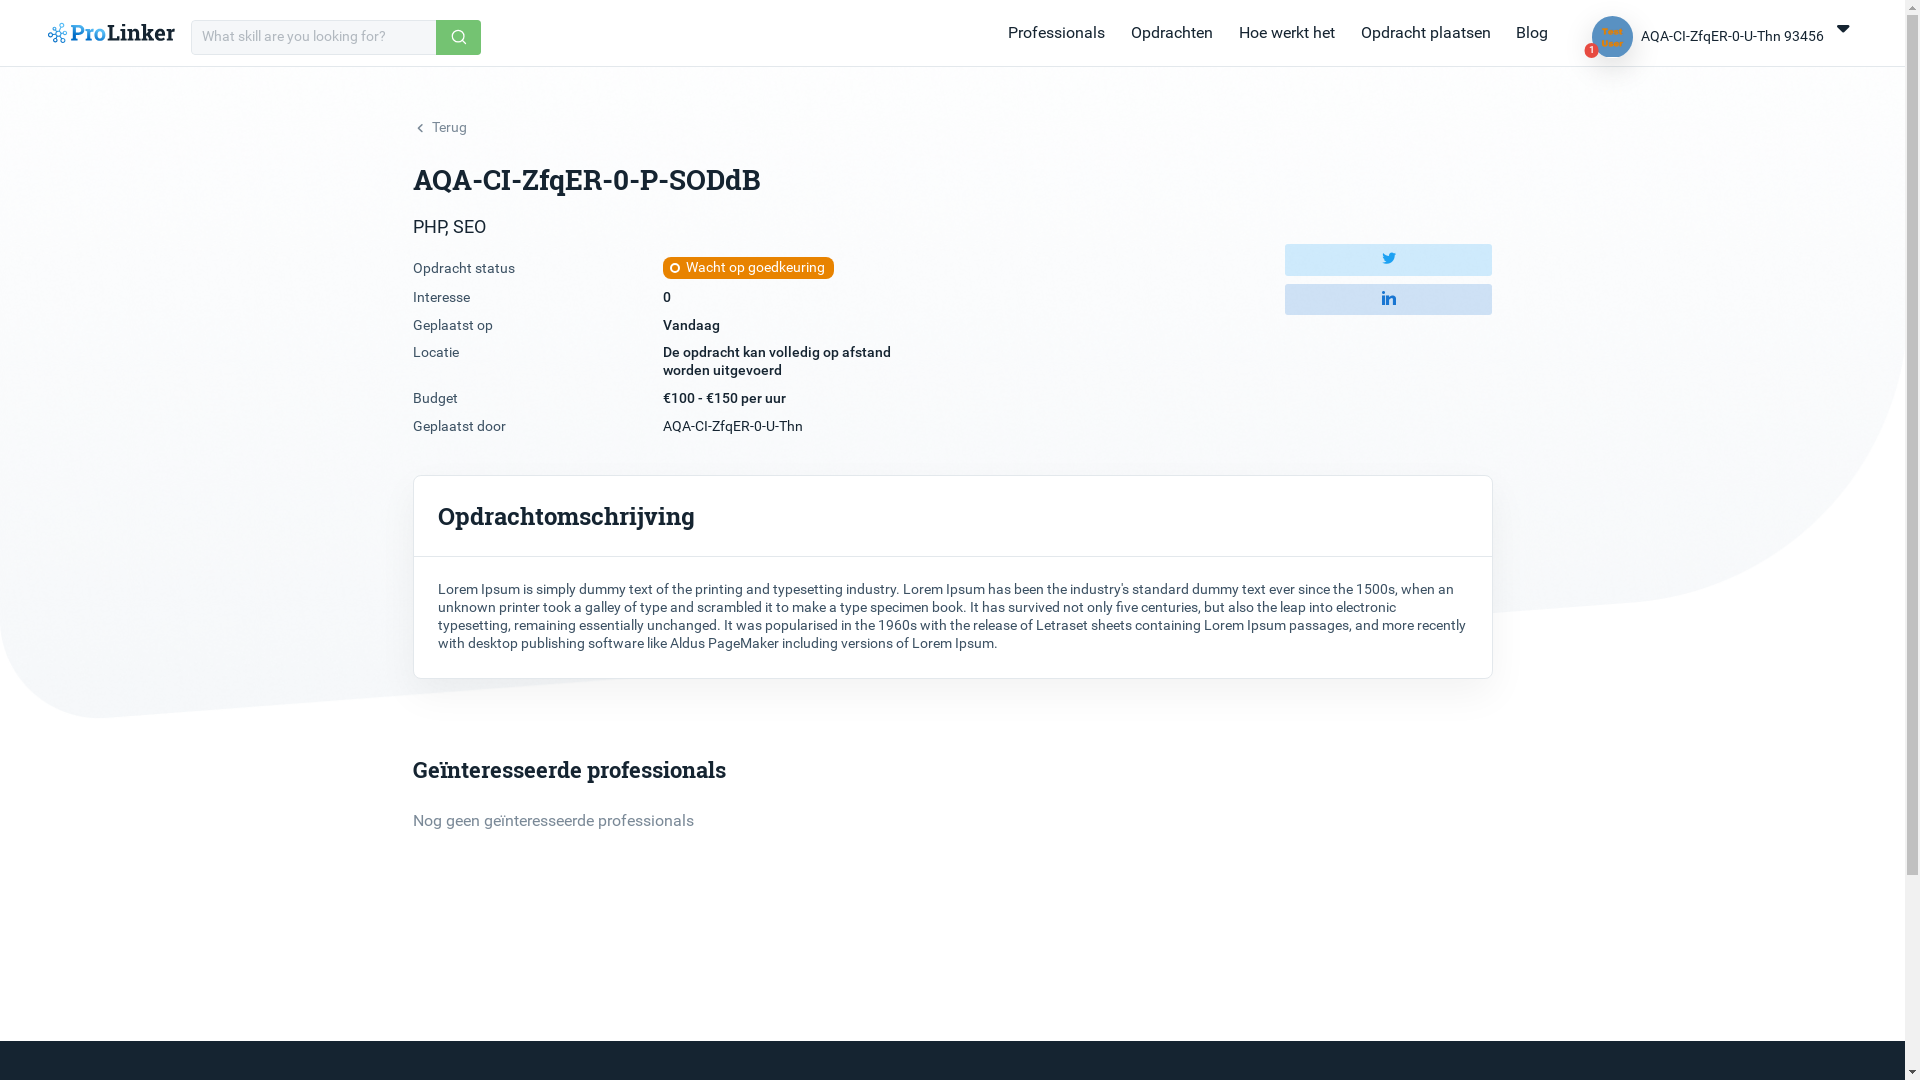 ProLinker
What skill are you looking for?
Professionals
Opdrachten
Hoe werkt het
Opdracht plaatsen
Blog
Test
User
1
AQA-CI-ZfqER-0-U-Thn 93456
Terug
AQA-CI-ZfqER-0-P-SODdB
PHP, SEO
Opdracht status
Wacht op goedkeuring
Interesse
0
Geplaatst op
Vandaag
Locatie
De opdracht kan volledig op afstand
worden uitgevoerd
Budget
€100 - €150 per uur
Geplaatst door
AQA-CI-ZfqER-0-U-Thn
in
Opdrachtomschrijving
Lorem Ipsum is simply dummy text of the printing and typesetting industry. Lorem Ipsum has been the industry's standard dummy text ever since the 1500s, when an
unknown printer took a galley of type and scrambled it to make a type specimen book. It has survived not only five centuries, but also the leap into electronic
typesetting, remaining essentially unchanged. It was popularised in the 1960s with the release of Letraset sheets containing Lorem Ipsum passages, and more recently
with desktop publishing software like Aldus PageMaker including versions of Lorem Ipsum.
Geïnteresseerde professionals
Nog geen geïnteresseerde professionals